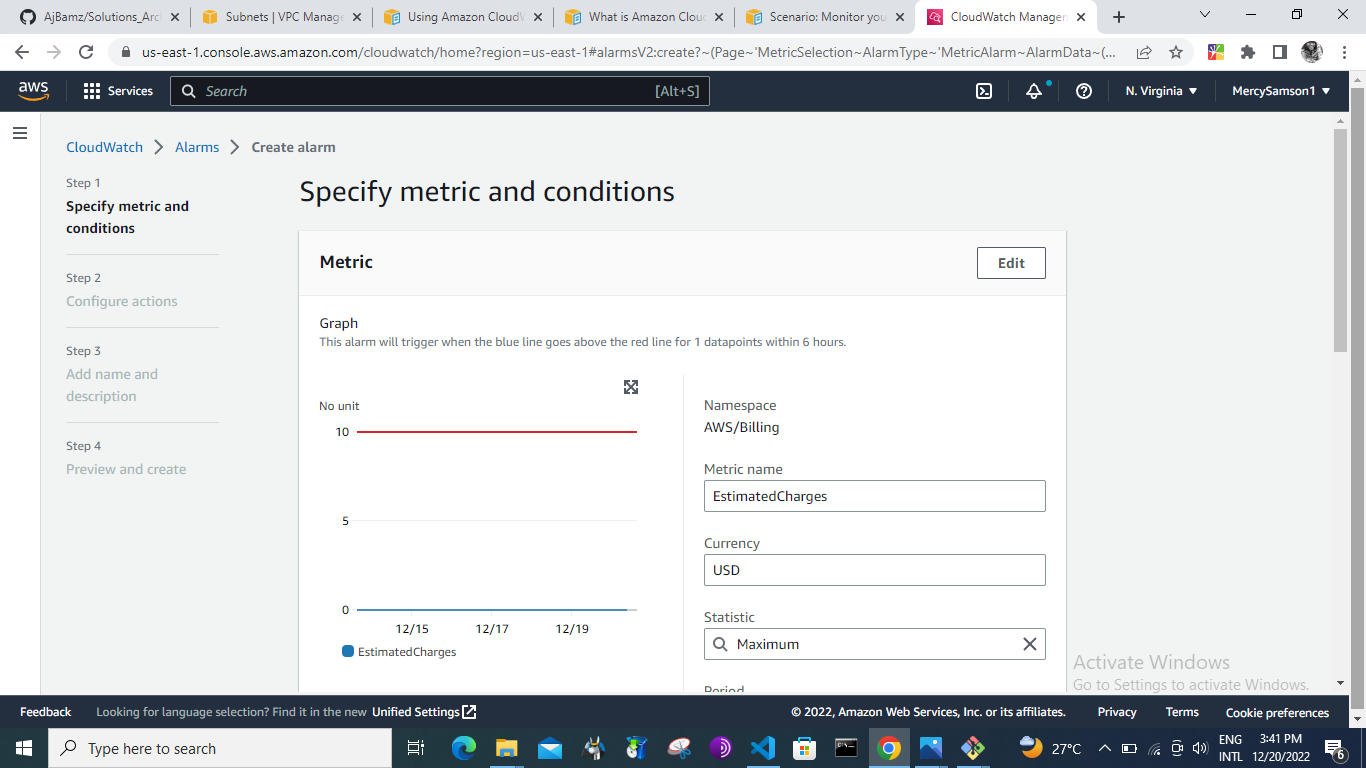 AjBamz/Solutions_Arc
Subnets | VPC Manage
Using Amazon CloudW
What is Amazon Clou
Scenario: Monitor you
CloudWatch Manage
us-east-1.console.aws.amazon.com/cloudwatch/home?region=us-east-1#alarmsV2:create?~(Page~'MetricSelection~AlarmType~'MetricAlarm~AlarmData~(...
aws
Services
Search
[Alt+S]
N. Virginia
MercySamson1
CloudWatch
Alarms
Create alarm
Step 1
Specify metric and
conditions
Step 2
Configure actions
Step 3
Add name and
description
Step 4
Preview and create
Specify metric and conditions
Metric
Edit
Graph
This alarm will trigger when the blue line goes above the red line for 1 datapoints within 6 hours.
No unit
10
5
0
12/15
12/17
12/19
EstimatedCharges
Namespace
AWS/Billing
Metric name
EstimatedCharges
Currency
USD
Statistic
Maximum
Period
Activate Windows
Go to Settings to activate Windows.
Feedback
Looking for language selection? Find it in the new Unified Settings
© 2022, Amazon Web Services, Inc. or its affiliates.
Privacy
Terms
Cookie preferences
Type here to search
27°C
ENG
INTL
3:41 PM
12/20/2022
6